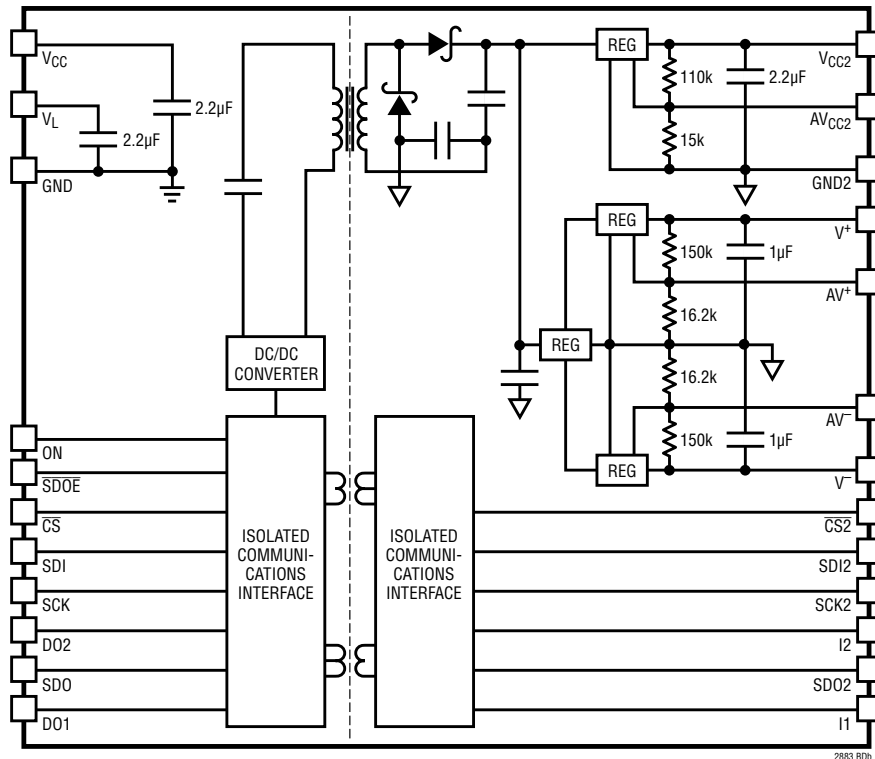 VCC
2.2µF
VL
2.2µF
GND
DC/DC
CONVERTER
REG
110k
2.2µF
VCC2
AVCC2
15k
GND2
REG
V+
150k
1µF
AV+
16.2k
REG
16.2k
AV−
150k
1µF
REG
V−
ON
SDOE
CS
SDI
SCK
DO2
SDO
DO1
ISOLATED
COMMUNI-
CATIONS
INTERFACE
ISOLATED
COMMUNI-
CATIONS
INTERFACE
CS2
SDI2
SCK2
I2
SDO2
I1
2883 BDb